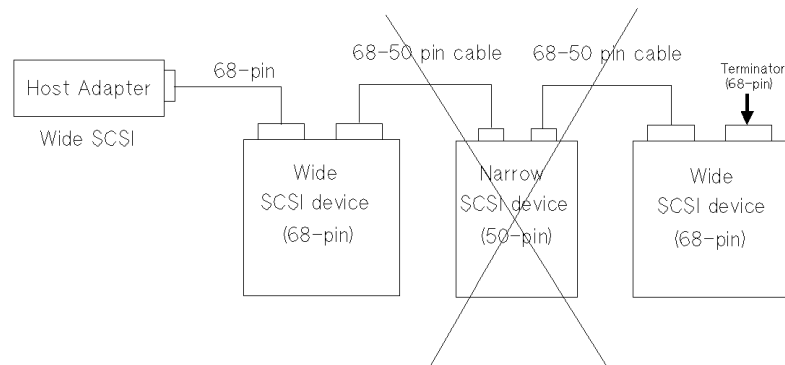 68-50 pin cable
68-50 pin cable
68-pin
Terminator
(68-pin)
Host Adapter
Wide SCSI
Wide
SCSI device
(68-pin)
Narrow
SCSI device
(50-pin)
Wide
SCSI device
(68-pin)